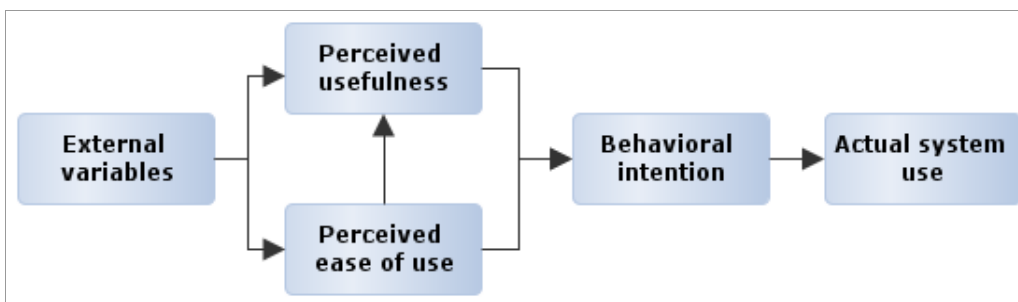 External
variables
Perceived
usefulness
Perceived
ease of use
Behavioral
intention
Actual system
use